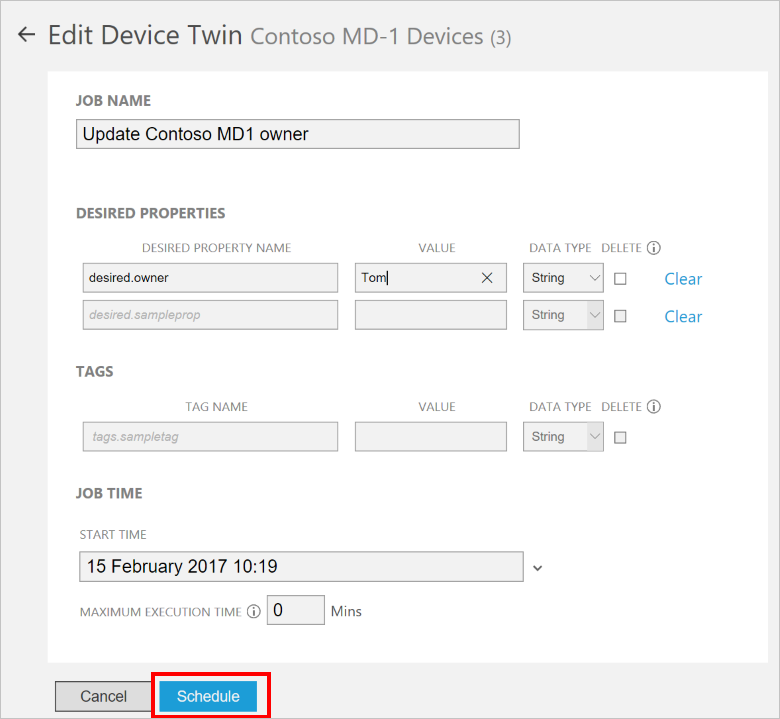 Edit Device Twin Contoso MD-1 Devices (3)
JOB NAME
Update Contoso MD1 owner
DESIRED PROPERTIES
DESIRED PROPERTY NAME VALUE DATA TYPE DELETE
desired.owner Tom String Clear
desired.sampleprop String Clear
TAGS
TAG NAME VALUE DATA TYPE DELETE
tags.sampletag String
JOB TIME
START TIME
15 February 2017 10:19
MAXIMUM EXECUTION TIME 0 Mins
Cancel Schedule